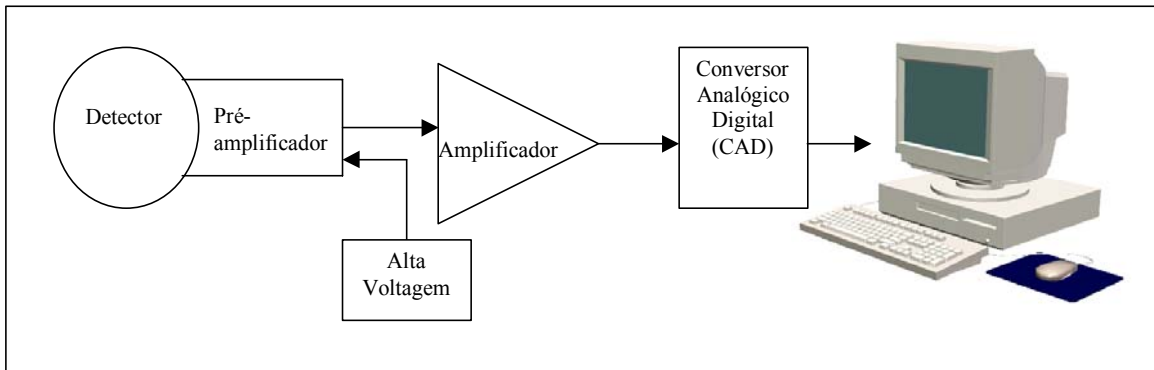 Detector
Pré-
amplificador
Amplificador
Alta
Voltagem
Conversor
Analógico
Digital
(CAD)